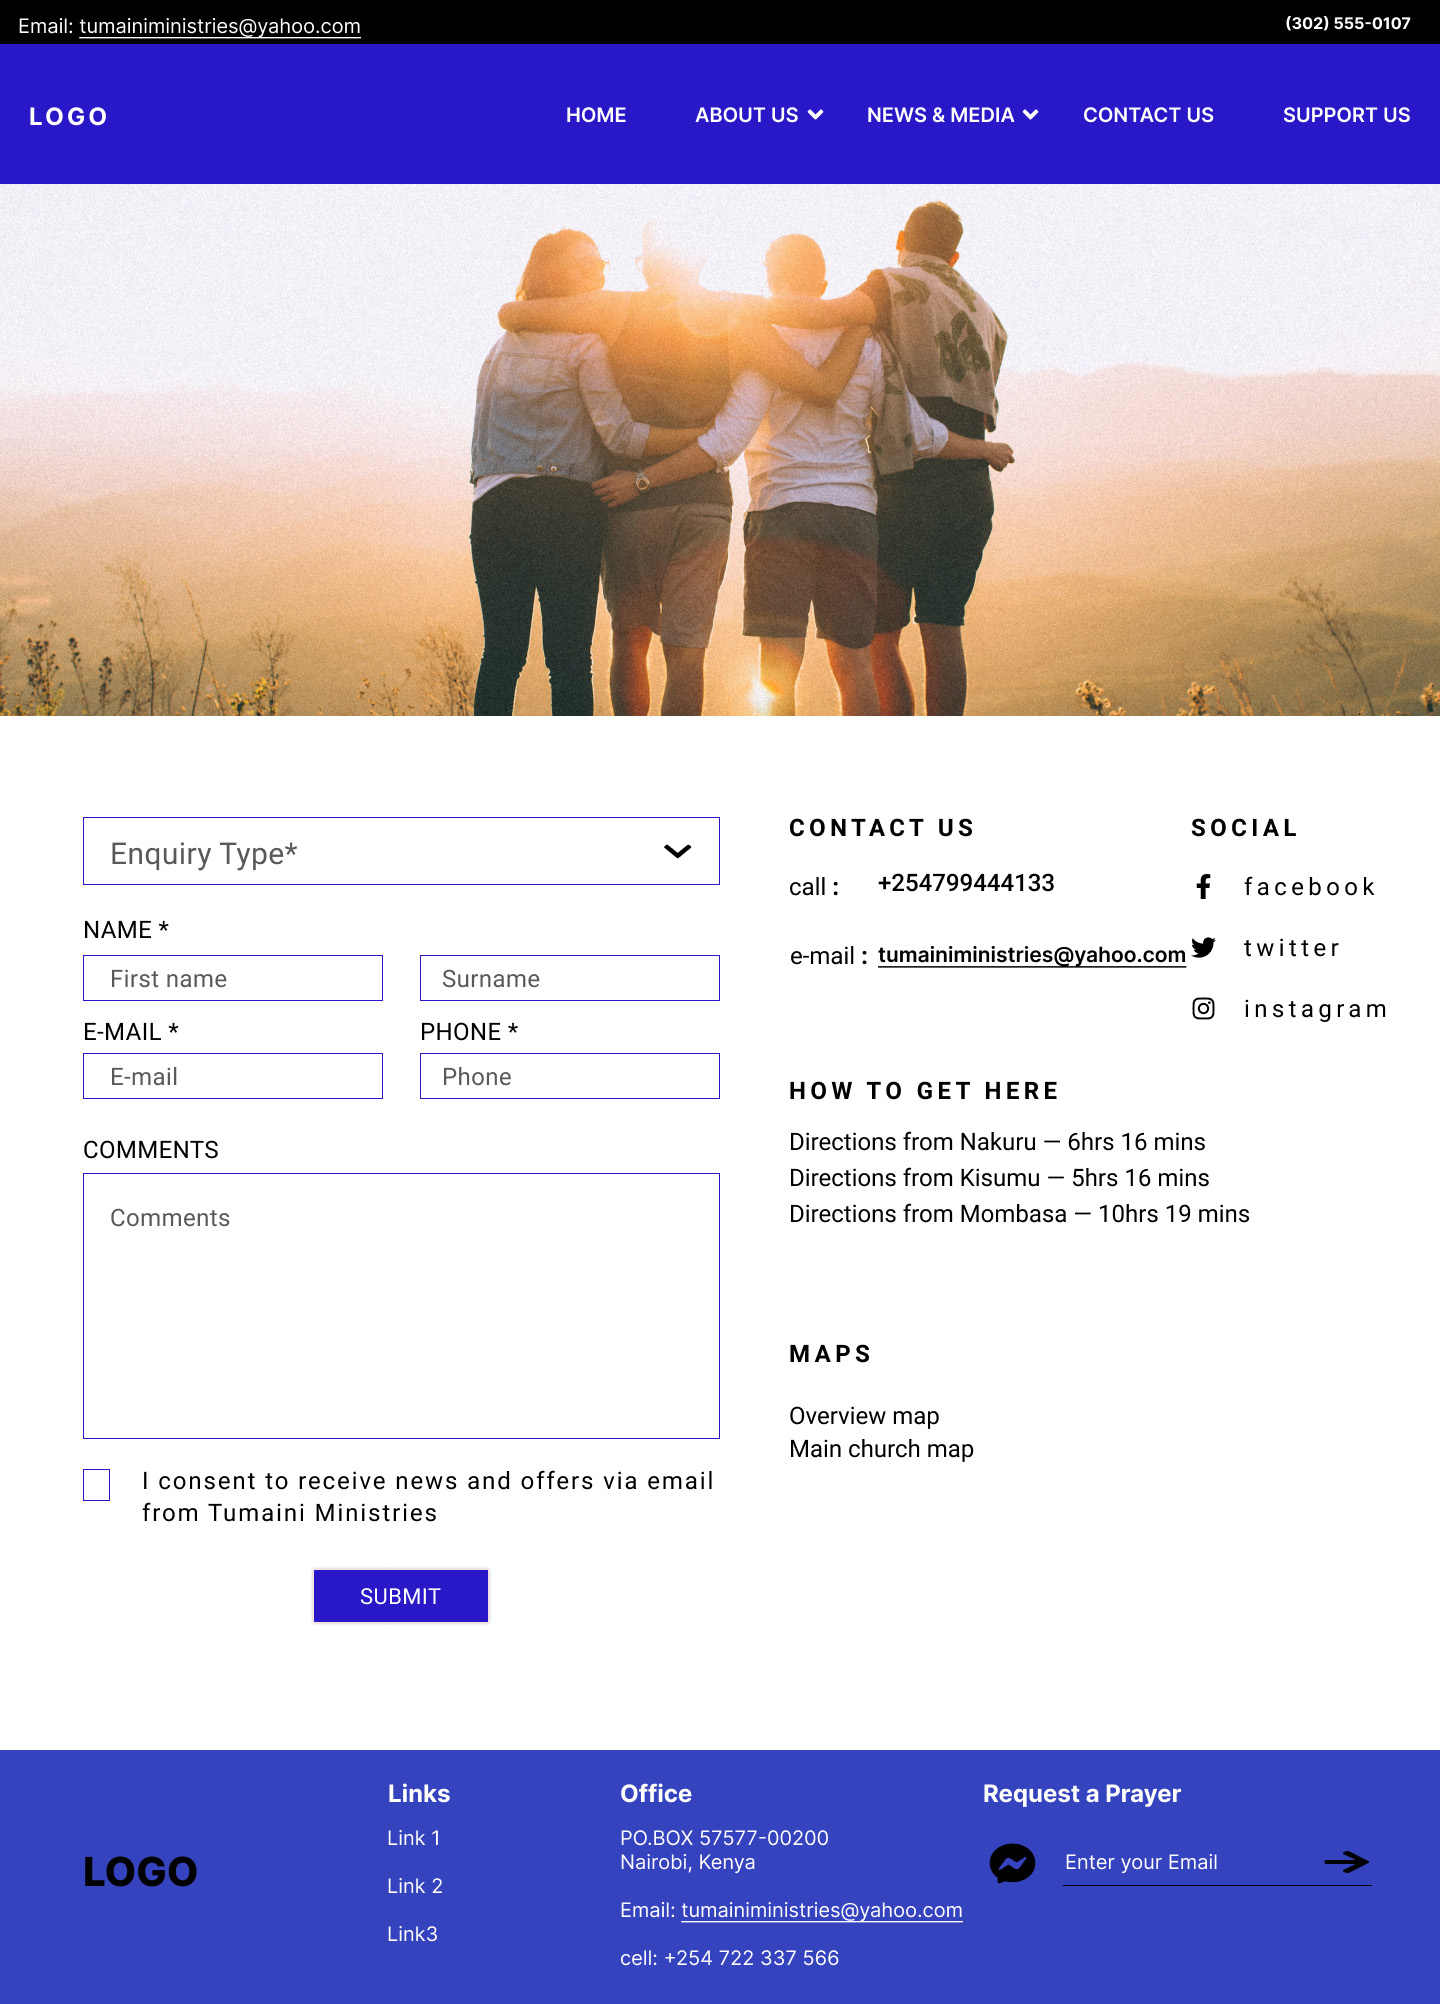 Email: tumainiministries@yahoo.com
(302) 555-0107
LOGO
HOME
ABOUT US
NEWS & MEDIA
CONTACT US
SUPPORT US
Enquiry Type*
NAME *
First name
Surname
E-MAIL *
PHONE *
E-mail
Phone
COMMENTS
Comments
I consent to receive news and offers via email
from Tumaini Ministries
SUBMIT
CONTACT US
call :
+254799444133
e-mail :
tumainiministries@yahoo.com
SOCIAL
facebook
twitter
instagram
HOW TO GET HERE
Directions from Nakuru — 6hrs 16 mins
Directions from Kisumu — 5hrs 16 mins
Directions from Mombasa — 10hrs 19 mins
MAPS
Overview map
Main church map
LOGO
Links
Link 1
Link 2
Link3
Office
PO.BOX 57577-00200
Nairobi, Kenya
Email: tumainiministries@yahoo.com
cell: +254 722 337 566
Request a Prayer
Enter your Email